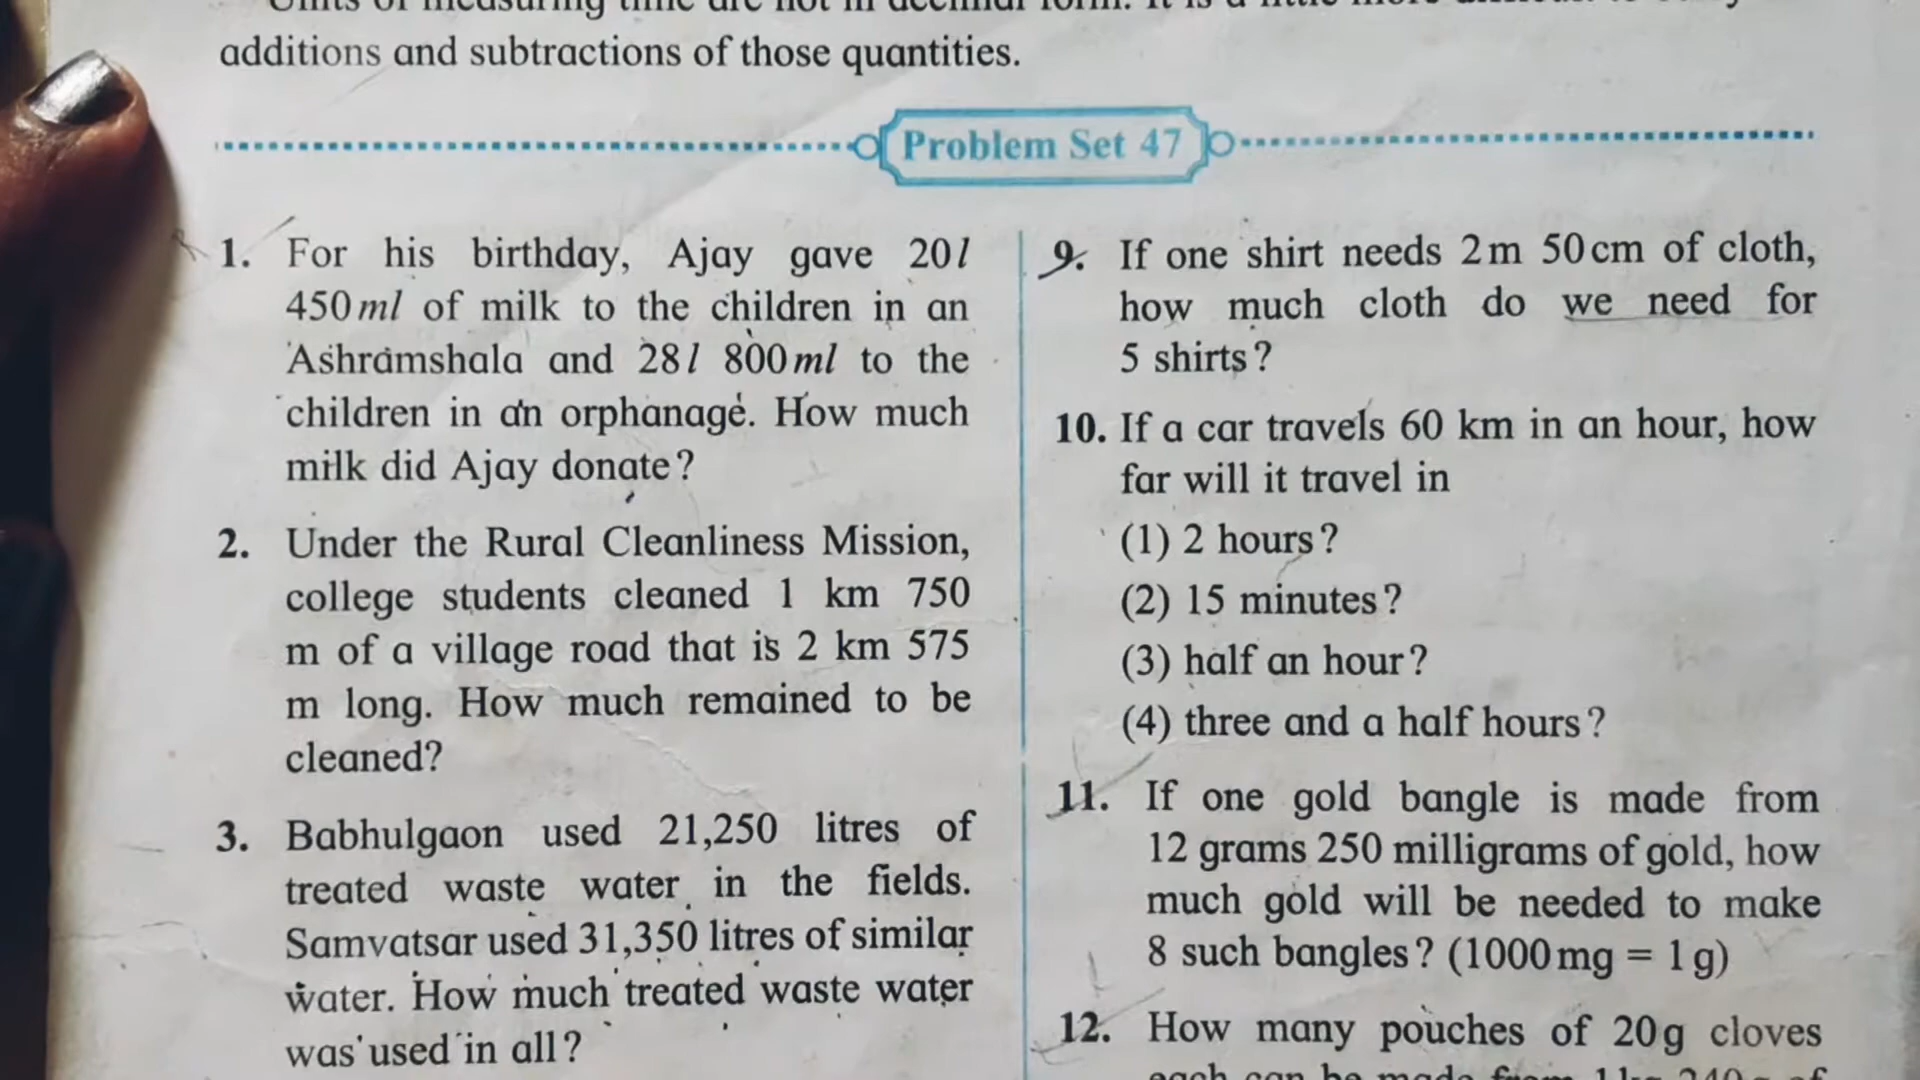 additions and subtractions of those quantities.
Problem Set 47
1. For his birthday, Ajay gave 20l
450ml of milk to the children in an
Ashramshala and 28l 800ml to the
children in an orphanage. How much
milk did Ajay donate?
2. Under the Rural Cleanliness Mission,
college students cleaned 1 km 750
m of a village road that is 2 km 575
m long. How much remained to be
cleaned?
3. Babhulgaon used 21,250 litres of
treated waste water in the fields.
Samvatsar used 31,350 litres of similar
water. How much treated waste water
was used in all?
9. If one shirt needs 2m 50cm of cloth,
how much cloth do we need for
5 shirts?
10. If a car travels 60 km in an hour, how
far will it travel in
(1) 2 hours?
(2) 15 minutes?
(3) half an hour?
(4) three and a half hours?
11. If one gold bangle is made from
12 grams 250 milligrams of gold, how
much gold will be needed to make
8 such bangles? (1000mg = 1g)
12. How many pouches of 20g cloves
each can be made from 1kg 240g of